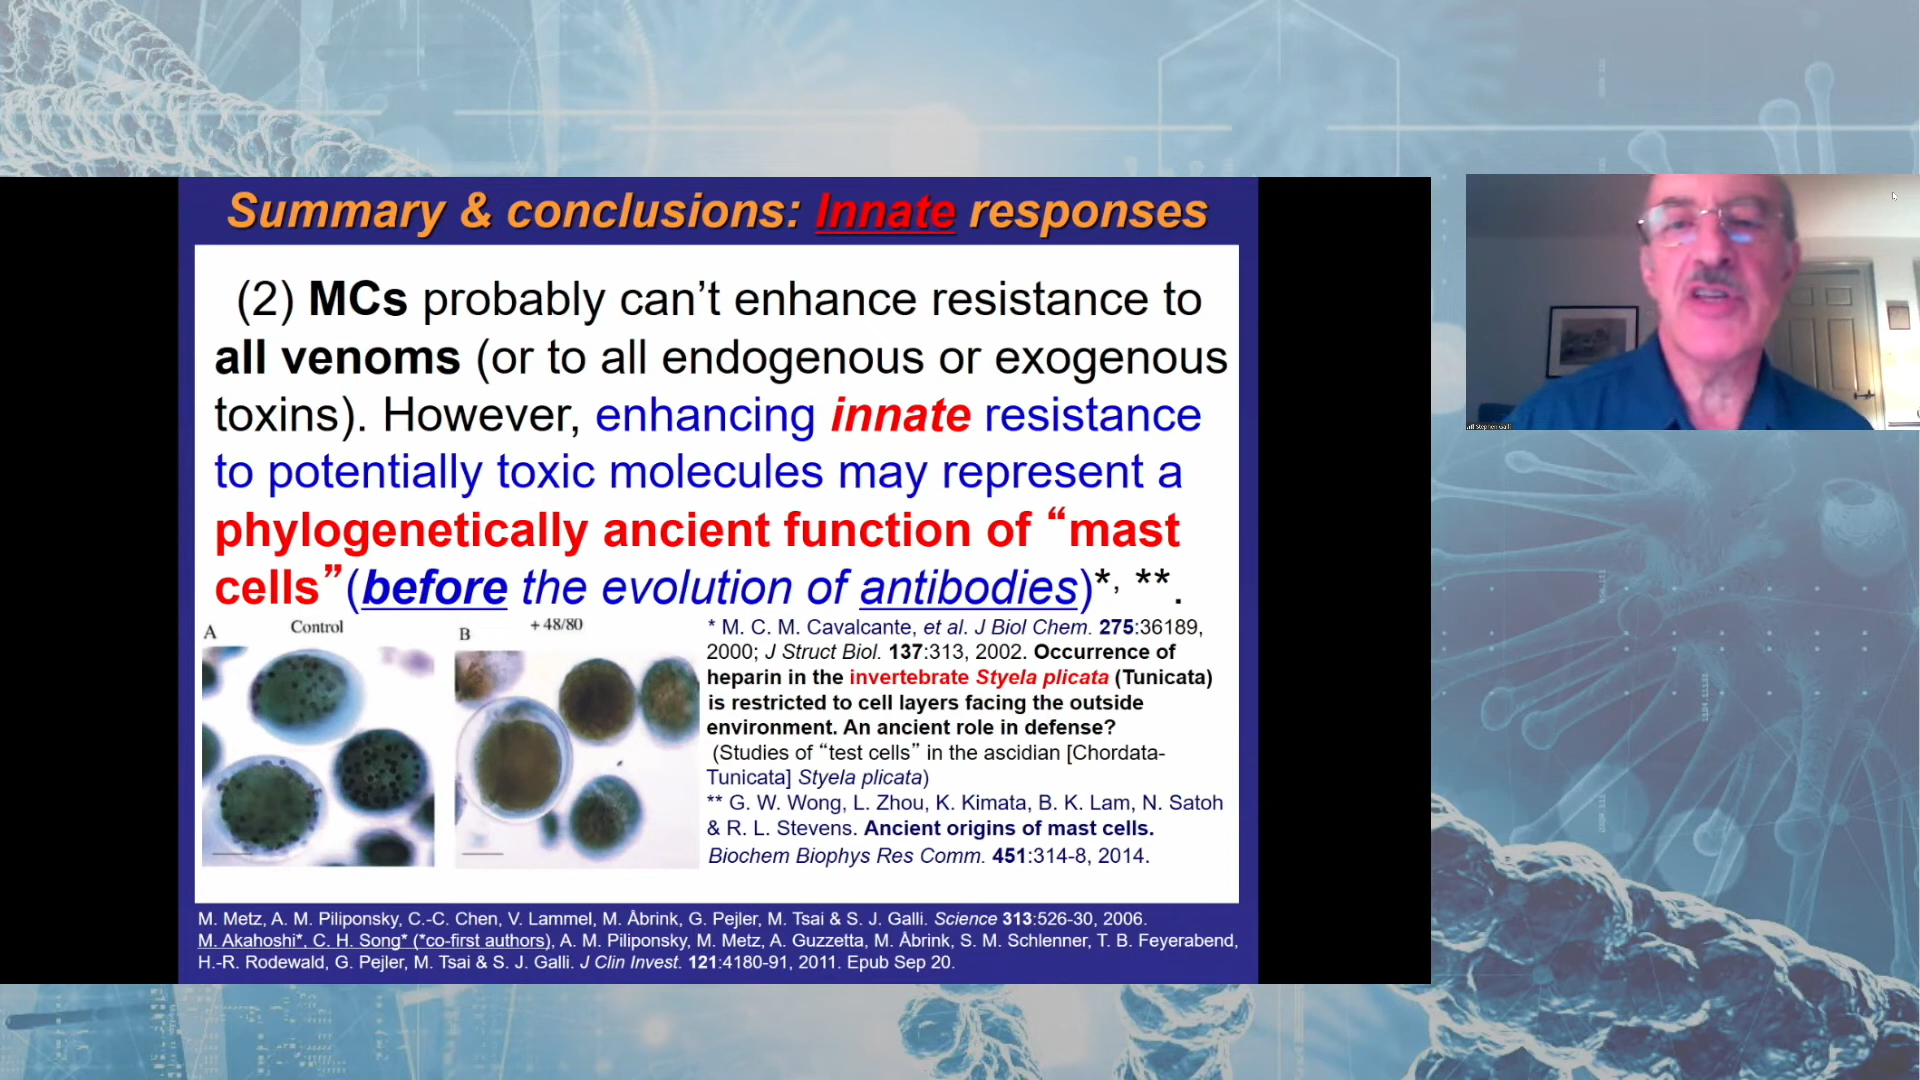 Summary & conclusions: Innate responses
(2) MCs probably can’t enhance resistance to
all venoms (or to all endogenous or exogenous
toxins). However, enhancing innate resistance
to potentially toxic molecules may represent a
phylogenetically ancient function of “mast
cells”(before the evolution of antibodies)*, **.
A Control
B + 48/80
* M. C. M. Cavalcante, et al. J Biol Chem. 275:36189,
2000; J Struct Biol. 137:313, 2002. Occurrence of
heparin in the invertebrate Styela plicata (Tunicata)
is restricted to cell layers facing the outside
environment. An ancient role in defense?
(Studies of “test cells” in the ascidian [Chordata-
Tunicata] Styela plicata)
** G. W. Wong, L. Zhou, K. Kimata, B. K. Lam, N. Satoh
& R. L. Stevens. Ancient origins of mast cells.
Biochem Biophys Res Comm. 451:314-8, 2014.
M. Metz, A. M. Piliponsky, C.-C. Chen, V. Lammel, M. Åbrink, G. Pejler, M. Tsai & S. J. Galli. Science 313:526-30, 2006.
M. Akahoshi*, C. H. Song* (*co-first authors), A. M. Piliponsky, M. Metz, A. Guzzetta, M. Åbrink, S. M. Schlenner, T. B. Feyerabend,
H.-R. Rodewald, G. Pejler, M. Tsai & S. J. Galli. J Clin Invest. 121:4180-91, 2011. Epub Sep 20.
Stephen Galli